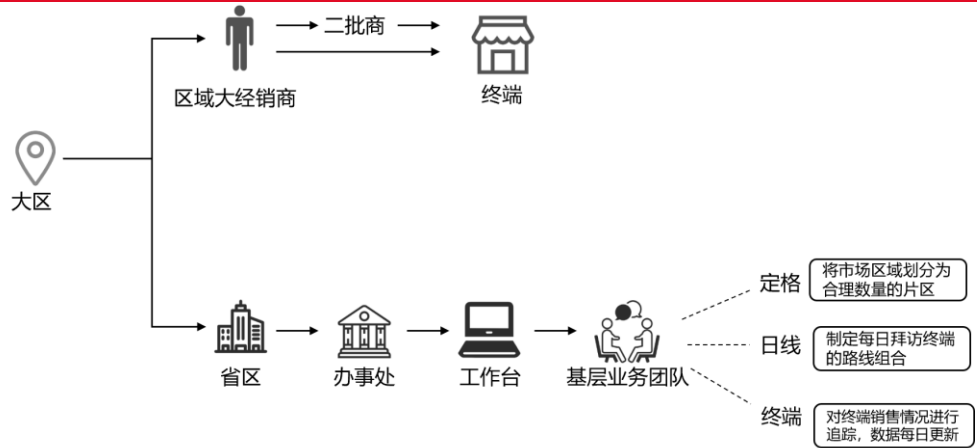 二批商
区域大经销商
终端
大区
省区
办事处
工作台
基层业务团队
定格
将市场区域划分为
合理数量的片区
日线
制定每日拜访终端
的路线组合
终端
对终端销售情况进行
追踪，数据每日更新